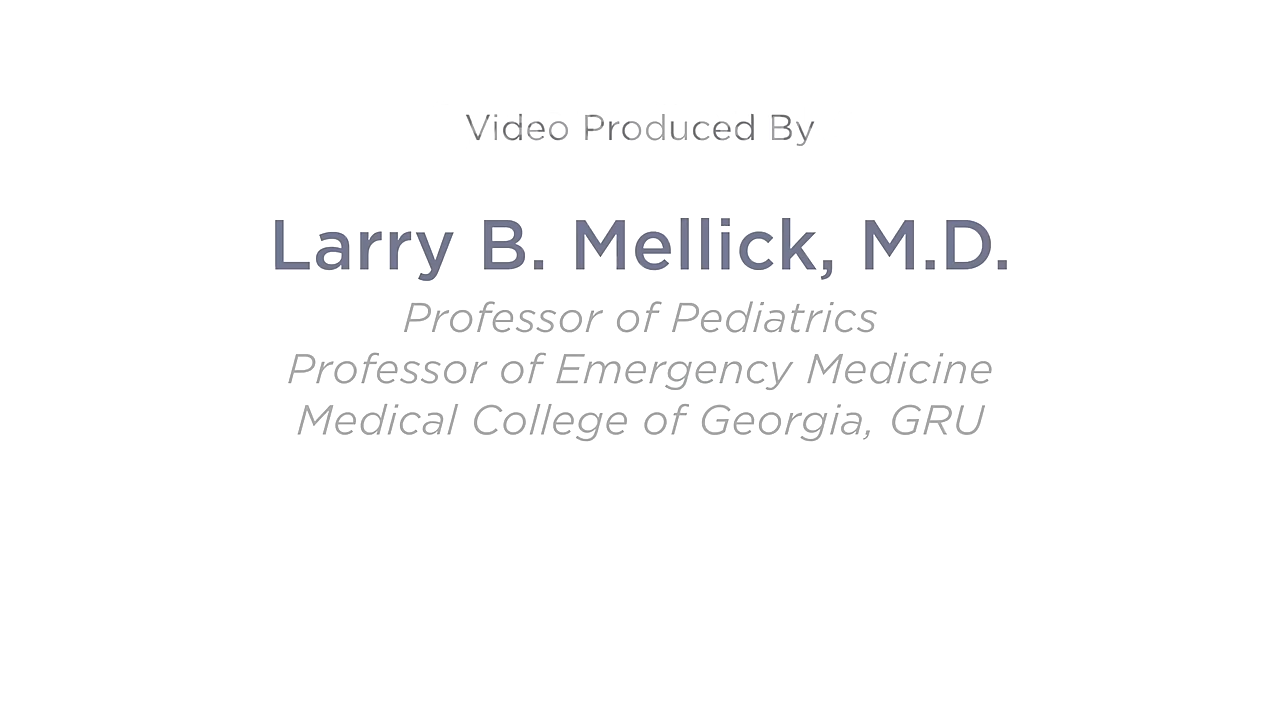 Video Produced By
Larry B. Mellick, M.D.
Professor of Pediatrics
Professor of Emergency Medicine
Medical College of Georgia, GRU